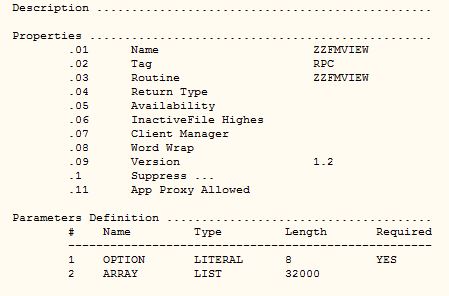 Description ................................................
Properties .................................................
.01 Name ZZFMVIEW
.02 Tag RPC
.03 Routine ZZFMVIEW
.04 Return Type
.05 Availability
.06 InactiveFile Highes
.07 Client Manager
.08 Word Wrap
.09 Version 1.2
.1 Suppress ...
.11 App Proxy Allowed
Parameters Definition ......................................
# Name Type Length Required
----------------------------------------------------
1 OPTION LITERAL 8 YES
2 ARRAY LIST 32000